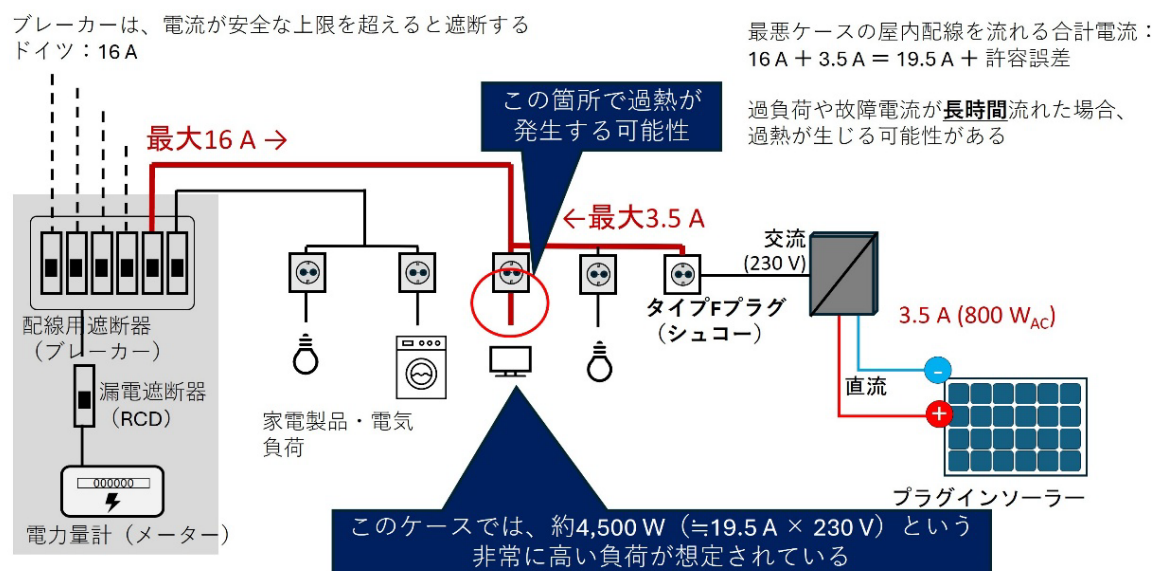 ブレーカーは、電流が安全な上限を超えると遮断する
ドイツ：16 A
最悪ケースの屋内配線を流れる合計電流：
16 A + 3.5 A = 19.5 A + 許容誤差
過負荷や故障電流が長時間流れた場合、
過熱が生じる可能性がある
この箇所で過熱が
発生する可能性
最大16 A →
←最大3.5 A
交流
(230 V)
タイプFプラグ
（シュコー）
3.5 A (800 WAC)
直流
-
+
プラグインソーラー
配線用遮断器
（ブレーカー）
漏電遮断器
（RCD）
000000
電力量計（メーター）
家電製品・電気
負荷
このケースでは、約4,500 W（≒19.5 A × 230 V）という
非常に高い負荷が想定されている